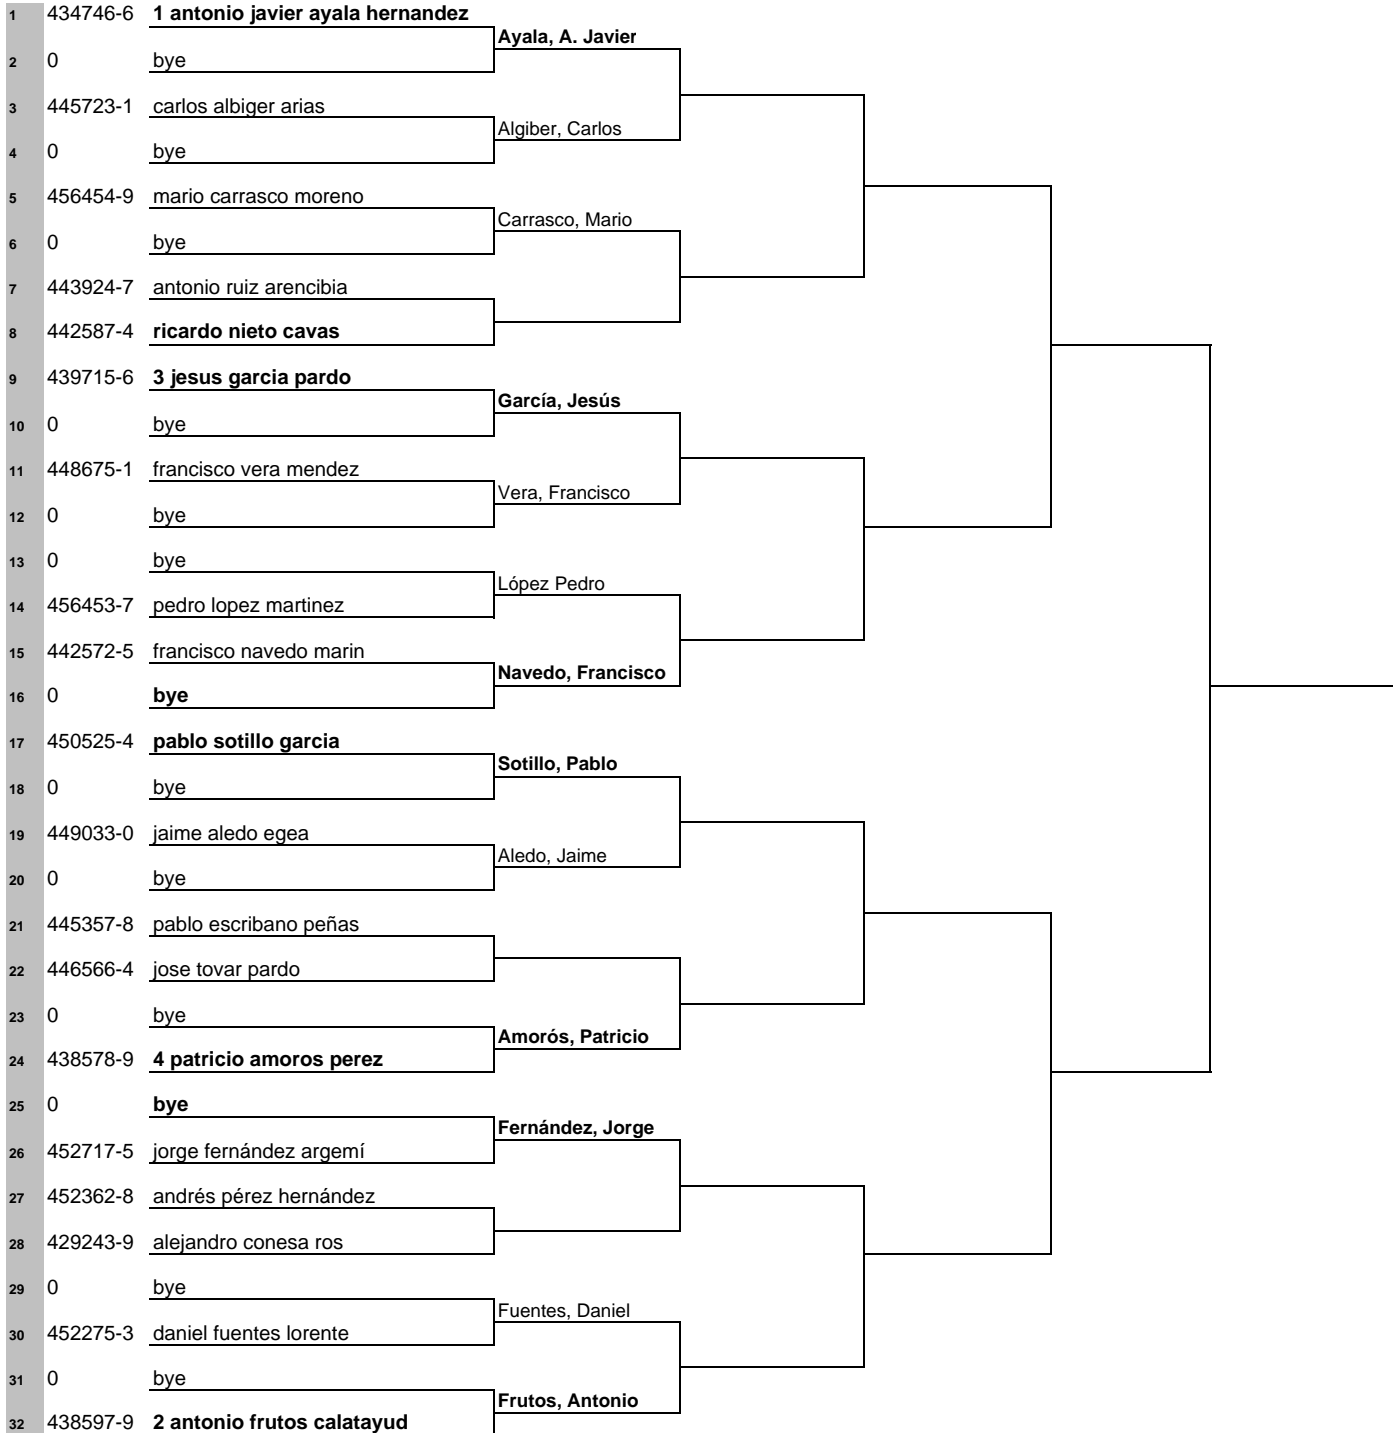 1 434746-6 1 antonio javier ayala hernandez
Ayala, A. Javier
2 0 bye
3 445723-1 carlos albiger arias
Algiber, Carlos
4 0 bye
5 456454-9 mario carrasco moreno
Carrasco, Mario
6 0 bye
7 443924-7 antonio ruiz arencibia
8 442587-4 ricardo nieto cavas
9 439715-6 3 jesus garcia pardo
García, Jesús
10 0 bye
11 448675-1 francisco vera mendez
Vera, Francisco
12 0 bye
13 0 bye
López Pedro
14 456453-7 pedro lopez martinez
15 442572-5 francisco navedo marin
Navedo, Francisco
16 0 bye
17 450525-4 pablo sotillo garcia
Sotillo, Pablo
18 0 bye
19 449033-0 jaime aledo egea
Aledo, Jaime
20 0 bye
21 445357-8 pablo escribano peñas
22 446566-4 jose tovar pardo
23 0 bye
Amorós, Patricio
24 438578-9 4 patricio amoros perez
25 0 bye
Fernández, Jorge
26 452717-5 jorge fernández argemí
27 452362-8 andrés pérez hernández
28 429243-9 alejandro conesa ros
29 0 bye
Fuentes, Daniel
30 452275-3 daniel fuentes lorente
31 0 bye
Frutos, Antonio
32 438597-9 2 antonio frutos calatayud